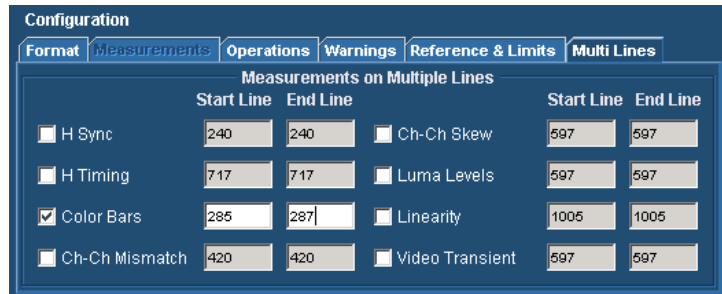 Configuration
Format Measurements Operations Warnings Reference & Limits Multi Lines
Measurements on Multiple Lines
Start Line End Line Start Line End Line
H Sync 240 240 Ch-Ch Skew 597 597
H Timing 717 717 Luma Levels 597 597
Color Bars 285 287 Linearity 1005 1005
Ch-Ch Mismatch 420 420 Video Transient 597 597